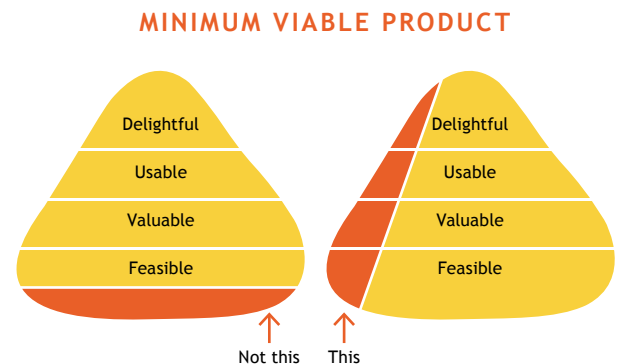 MINIMUM VIABLE PRODUCT
Delightful
Usable
Valuable
Feasible
Not this
Delightful
Usable
Valuable
Feasible
This